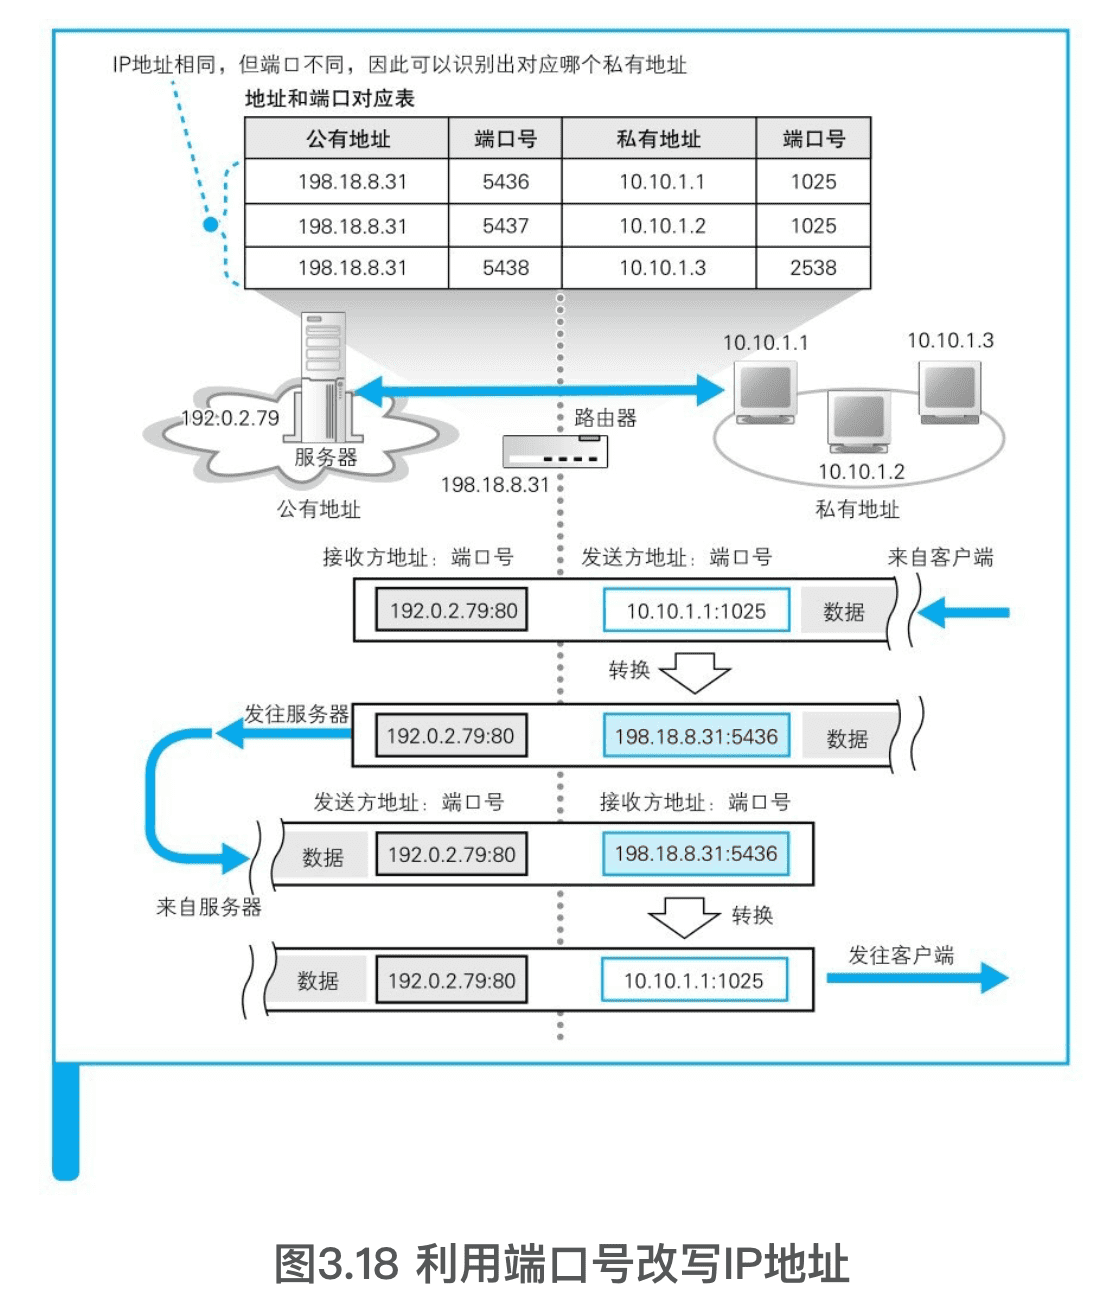 IP地址相同，但端口不同，因此可以识别出对应哪个私有地址
地址和端口对应表
公有地址 端口号 私有地址 端口号
198.18.8.31 5436 10.10.1.1 1025
198.18.8.31 5437 10.10.1.2 1025
198.18.8.31 5438 10.10.1.3 2538
10.10.1.1 10.10.1.3
192.0.2.79 路由器
服务器 10.10.1.2
198.18.8.31
公有地址 私有地址
接收方地址：端口号 发送方地址：端口号 来自客户端
192.0.2.79:80 10.10.1.1:1025 数据
转换
发往服务器
192.0.2.79:80 198.18.8.31:5436 数据
发送方地址：端口号 接收方地址：端口号
数据 192.0.2.79:80 198.18.8.31:5436
来自服务器 转换
发往客户端
数据 192.0.2.79:80 10.10.1.1:1025
图3.18 利用端口号改写IP地址